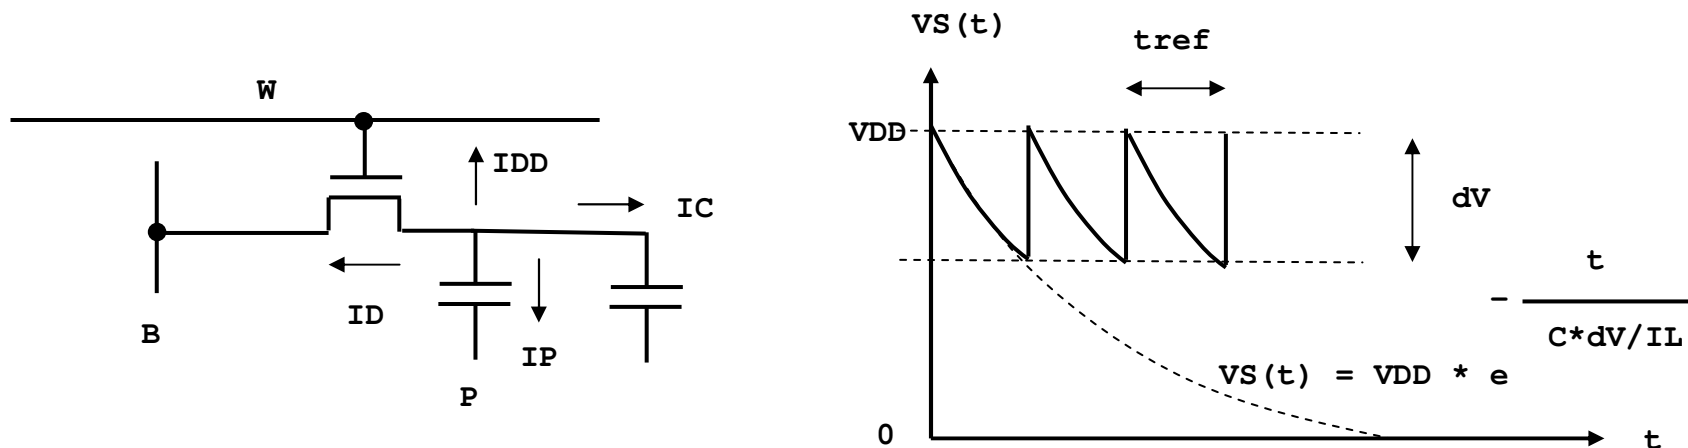 W
IDD
IC
ID
B
IP
P
VS(t)
tref
VDD
dV
t
-
C*dV/IL
VS(t) = VDD * e
0
t